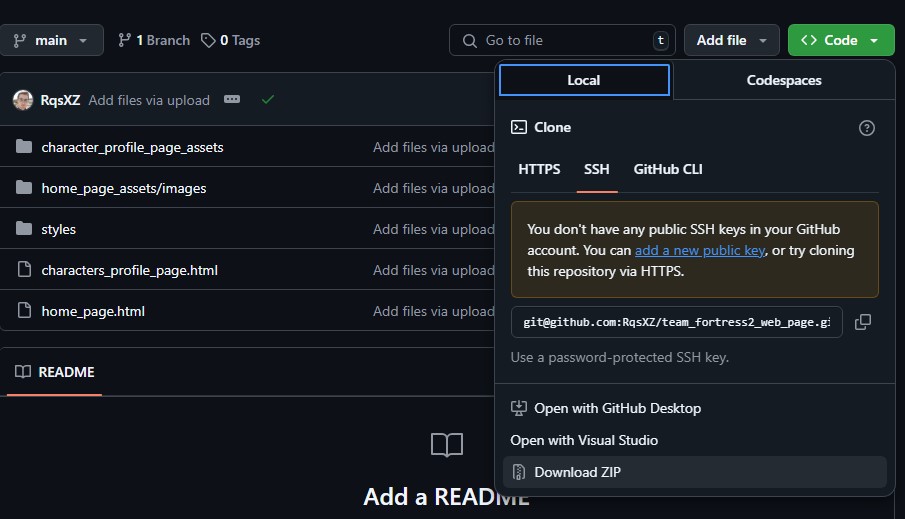 main
1 Branch
0 Tags
Go to file
t
Add file
Code
RqsXZ Add files via upload
character_profile_page_assets Add files via upload
home_page_assets/images Add files via upload
styles Add files via upload
characters_profile_page.html Add files via upload
home_page.html Add files via upload
README
Add a README
Local
Codespaces
Clone
HTTPS
SSH
GitHub CLI
You don't have any public SSH keys in your GitHub
account. You can add a new public key, or try cloning
this repository via HTTPS.
git@github.com:RqsXZ/team_fortress2_web_page.gi
Use a password-protected SSH key.
Open with GitHub Desktop
Open with Visual Studio
Download ZIP